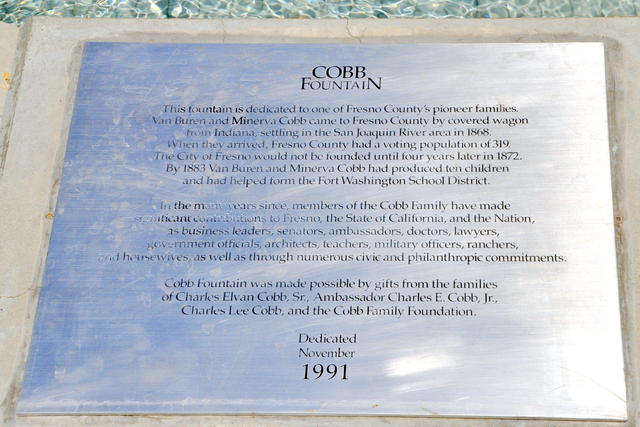 COBB
FOUNTAIN
This fountain is dedicated to one of Fresno County's pioneer families.
Van Buren and Minerva Cobb came to Fresno County by covered wagon
from Indiana, settling in the San Joaquin River area in 1868.
When they arrived, Fresno County had a voting population of 319.
The City of Fresno would not be founded until four years later in 1872.
By 1883 Van Buren and Minerva Cobb had produced ten children
and had helped form the Fort Washington School District.
In the many years since, members of the Cobb Family have made
significant contributions to Fresno, the State of California, and the Nation,
as business leaders, senators, ambassadors, doctors, lawyers,
government officials, architects, teachers, military officers, ranchers,
and housewives, as well as through numerous civic and philanthropic commitments.
Cobb Fountain was made possible by gifts from the families
of Charles Elvan Cobb, Sr., Ambassador Charles E. Cobb, Jr.,
Charles Lee Cobb, and the Cobb Family Foundation.
Dedicated
November
1991